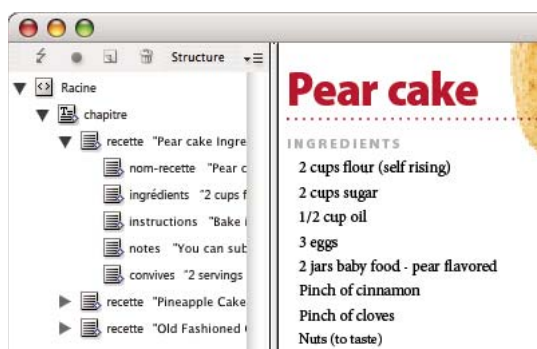 Structure
Racine
chapitre
recette "Pear cake Ingre
nom-recette "Pear c
ingrédients "2 cups f
instructions "Bake i
notes "You can sub
convives "2 servings
recette "Pineapple Cake
recette "Old Fashioned
Pear cake
INGREDIENTS
2 cups flour (self rising)
2 cups sugar
1/2 cup oil
3 eggs
2 jars baby food - pear flavored
Pinch of cinnamon
Pinch of cloves
Nuts (to taste)